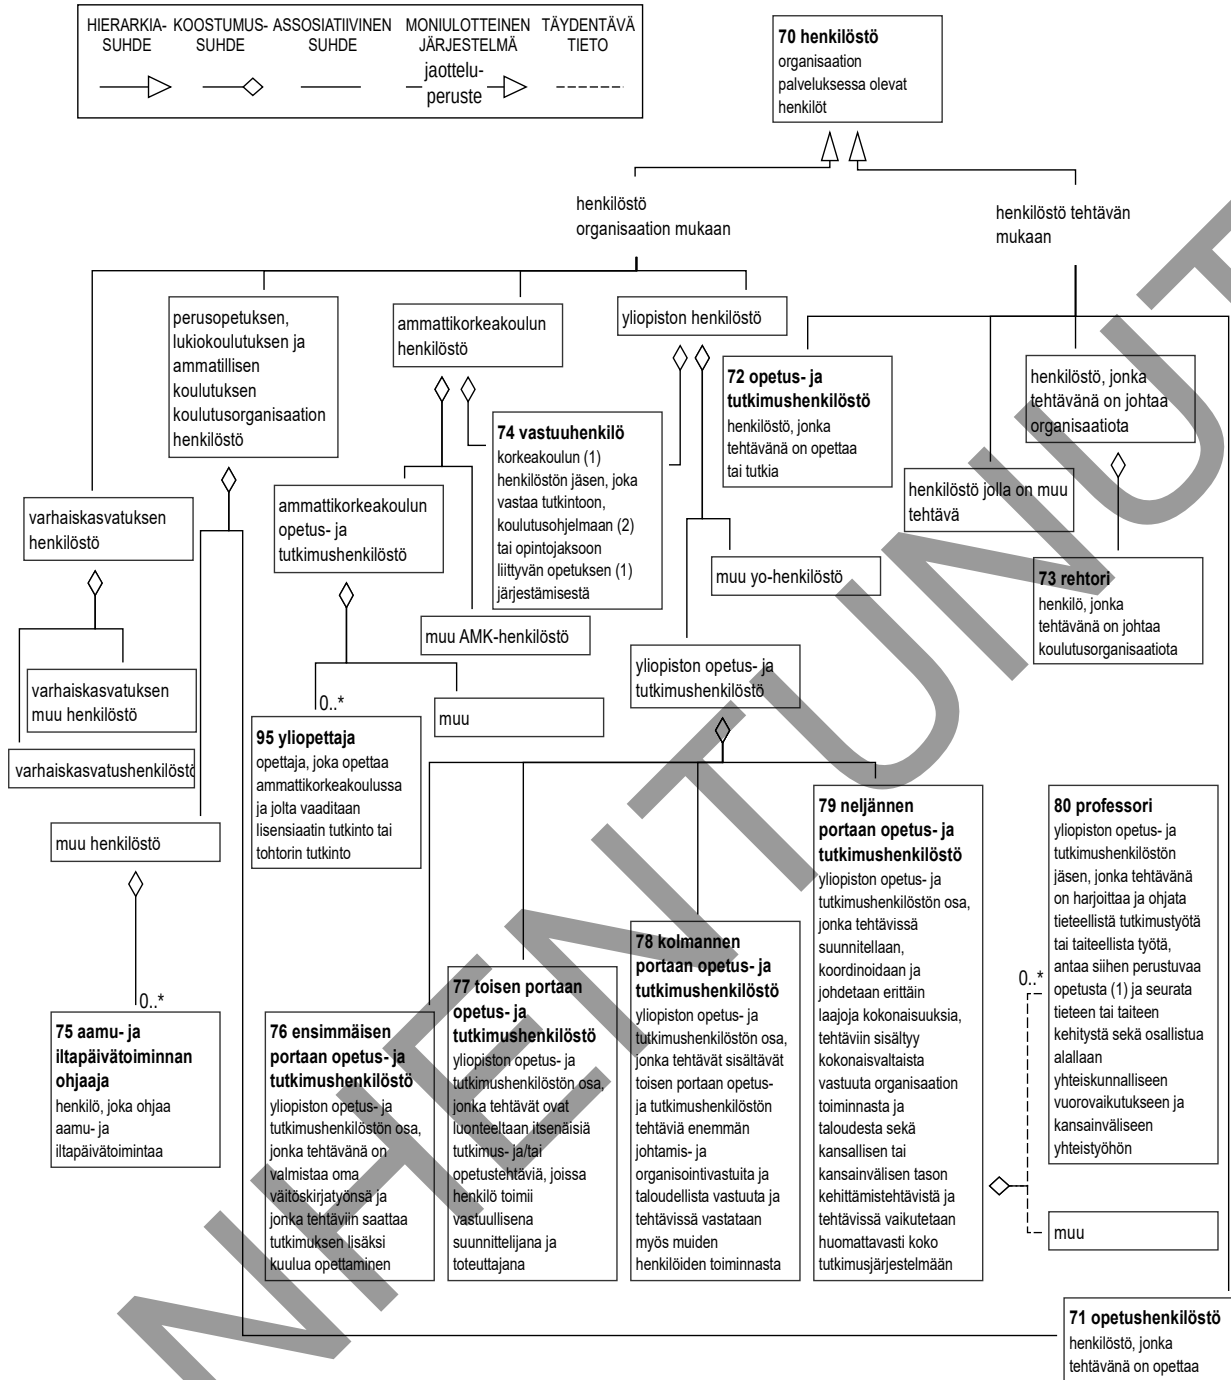 HIERARKIA-
SUHDE
KOOSTUMUS-
SUHDE
ASSOSIATIIVINEN
SUHDE
MONIULOTTEINEN
JÄRJESTELMÄ
jaottelu-
peruste
TÄYDENTÄVÄ
TIETO
70 henkilöstö
organisaation
palveluksessa olevat
henkilöt
henkilöstö
organisaation mukaan
henkilöstö tehtävän
mukaan
perusopetuksen,
lukiokoulutuksen ja
ammatillisen
koulutuksen
koulutusorganisaation
henkilöstö
ammattikorkeakoulun
henkilöstö
yliopiston henkilöstö
72 opetus- ja
tutkimushenkilöstö
henkilöstö, jonka
tehtävänä on opettaa
tai tutkia
henkilöstö, jonka
tehtävänä on johtaa
organisaatiota
74 vastuuhenkilö
korkeakoulun (1)
henkilöstön jäsen, joka
vastaa tutkintoon,
koulutusohjelmaan (2)
tai opintojaksoon
liittyvän opetuksen (1)
järjestämisestä
varhaiskasvatuksen
henkilöstö
ammattikorkeakoulun
opetus- ja
tutkimushenkilöstö
henkilöstö jolla on muu
tehtävä
muu yo-henkilöstö
73 rehtori
henkilö, jonka
tehtävänä on johtaa
koulutusorganisaatiota
muu AMK-henkilöstö
yliopiston opetus- ja
tutkimushenkilöstö
varhaiskasvatuksen
muu henkilöstö
varhaiskasvatushenkilöstö
0..*
95 yliopettaja
opettaja, joka opettaa
ammattikorkeakoulussa
ja jolta vaaditaan
lisensiaatin tutkinto tai
tohtorin tutkinto
muu
muu henkilöstö
0..*
75 aamu- ja
iltapäivätoiminnan
ohjaaja
henkilö, joka ohjaa
aamu- ja
iltapäivätoimintaa
76 ensimmäisen
portaan opetus- ja
tutkimushenkilöstö
yliopiston opetus- ja
tutkimushenkilöstön osa,
jonka tehtävänä on
valmistaa oma
väitöskirjatyönsä ja
jonka tehtäviin saattaa
tutkimuksen lisäksi
kuulua opettaminen
77 toisen portaan
opetus- ja
tutkimushenkilöstö
yliopiston opetus- ja
tutkimushenkilöstön osa,
jonka tehtävät ovat
luonteeltaan itsenäisiä
tutkimus- ja/tai
opetustehtäviä, joissa
henkilö toimii
vastuullisena
suunnittelijana ja
toteuttajana
78 kolmannen
portaan opetus- ja
tutkimushenkilöstö
yliopiston opetus- ja
tutkimushenkilöstön osa,
jonka tehtävät sisältävät
toisen portaan opetus-
ja tutkimushenkilöstön
tehtäviä enemmän
johtamis- ja
organisointivastuita ja
taloudellista vastuuta ja
tehtävissä vastataan
myös muiden
henkilöiden toiminnasta
79 neljännen
portaan opetus- ja
tutkimushenkilöstö
yliopiston opetus- ja
tutkimushenkilöstön osa,
jonka tehtävissä
suunnitellaan,
koordinoidaan ja
johdetaan erittäin
laajoja kokonaisuuksia,
tehtäviin sisältyy
kokonaisvaltaista
vastuuta organisaation
toiminnasta ja
taloudesta sekä
kansallisen tai
kansainvälisen tason
kehittämistehtävistä ja
tehtävissä vaikutetaan
huomattavasti koko
tutkimusjärjestelmään
0..*
80 professori
yliopiston opetus- ja
tutkimushenkilöstön
jäsen, jonka tehtävänä
on harjoittaa ja ohjata
tieteellistä tutkimustyötä
tai taiteellista työtä,
antaa siihen perustuvaa
opetusta (1) ja seurata
tieteen tai taiteen
kehitystä sekä osallistua
alallaan
yhteiskunnalliseen
vuorovaikutukseen ja
kansainväliseen
yhteistyöhön
muu
71 opetushenkilöstö
henkilöstö, jonka
tehtävänä on opettaa
NHENTUNUT